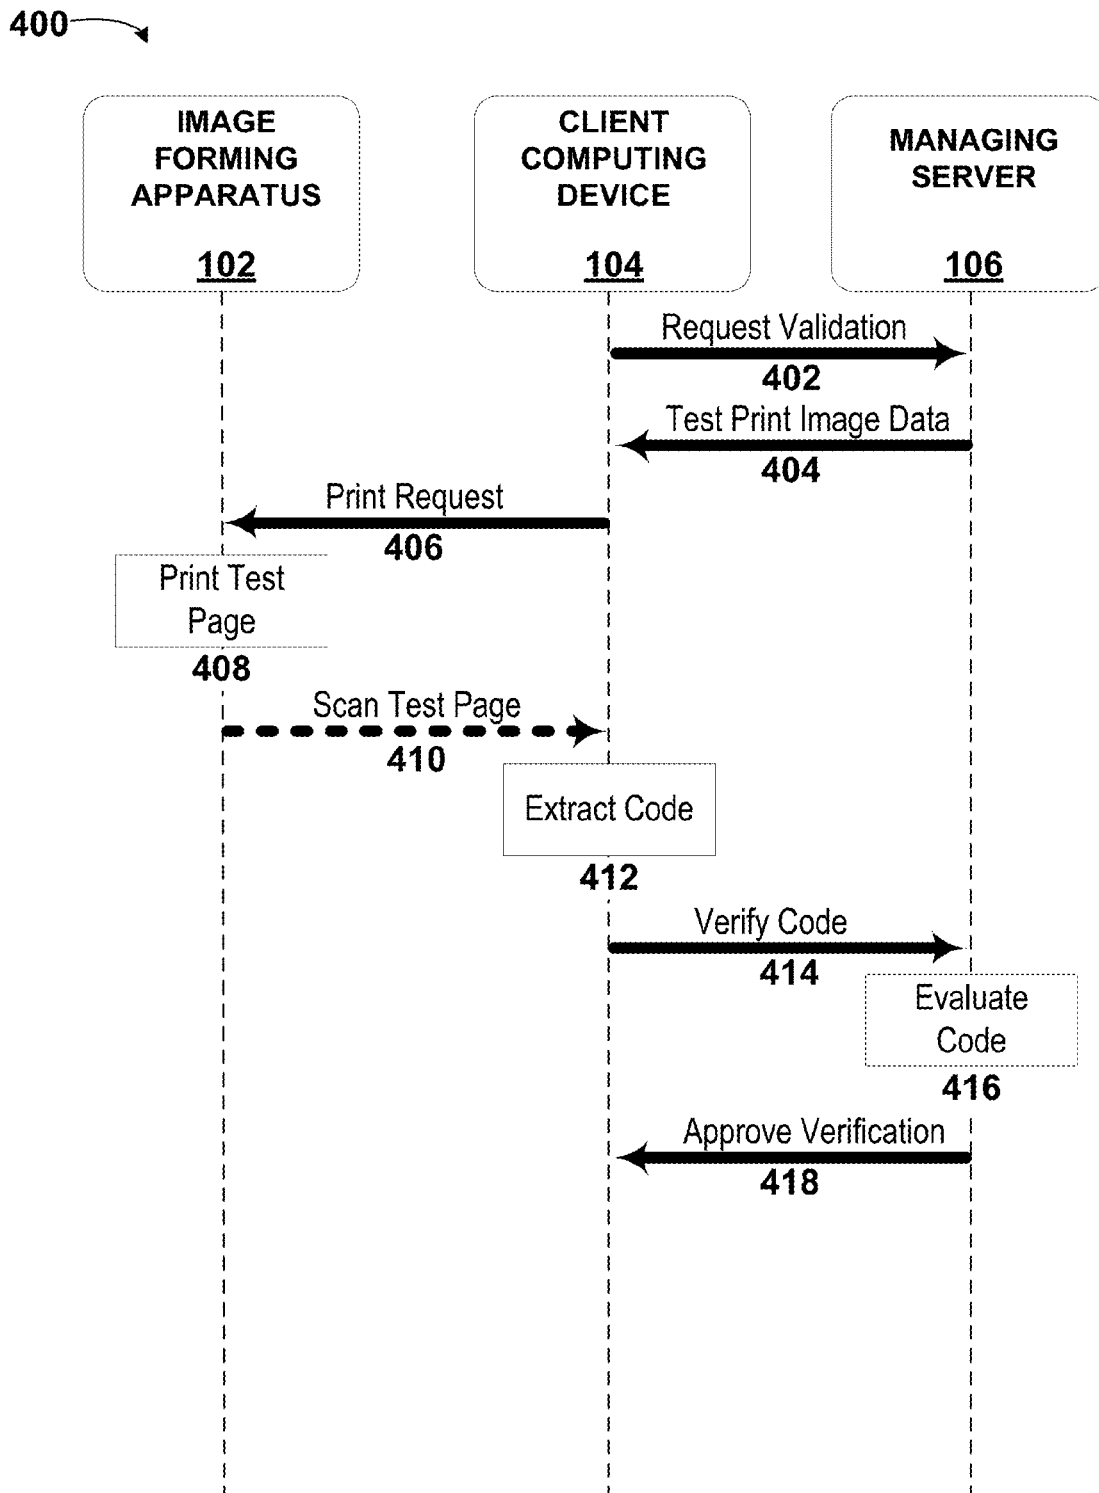 400
IMAGE
FORMING
APPARATUS
102
CLIENT
COMPUTING
DEVICE
104
MANAGING
SERVER
106
Request Validation
402
Test Print Image Data
404
Print Request
406
Print Test
Page
408
Scan Test Page
410
Extract Code
412
Verify Code
414
Evaluate
Code
416
Approve Verification
418